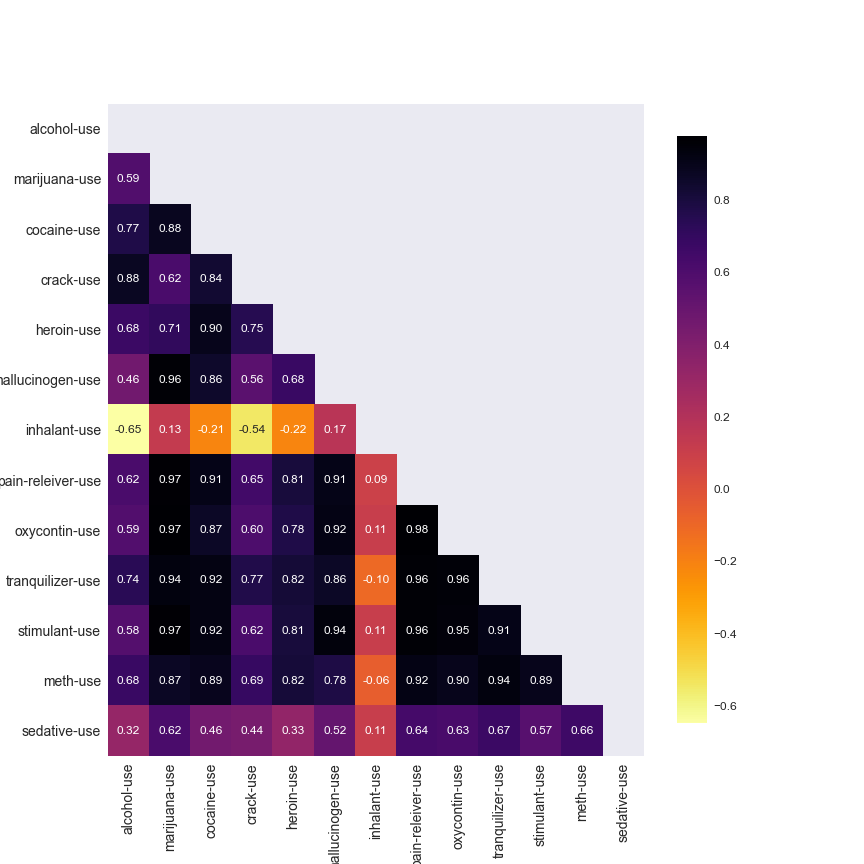 alcohol-use
marijuana-use 0.59
cocaine-use 0.77 0.88
crack-use 0.88 0.62 0.84
heroin-use 0.68 0.71 0.90 0.75
hallucinogen-use 0.46 0.96 0.86 0.56 0.68
inhalant-use -0.65 0.13 -0.21 -0.54 -0.22 0.17
pain-releiver-use 0.62 0.97 0.91 0.65 0.81 0.91 0.09
oxycontin-use 0.59 0.97 0.87 0.60 0.78 0.92 0.11 0.98
tranquilizer-use 0.74 0.94 0.92 0.77 0.82 0.86 -0.10 0.96 0.96
stimulant-use 0.58 0.97 0.92 0.62 0.81 0.94 0.11 0.96 0.95 0.91
meth-use 0.68 0.87 0.89 0.69 0.82 0.78 -0.06 0.92 0.90 0.94 0.89
sedative-use 0.32 0.62 0.46 0.44 0.33 0.52 0.11 0.64 0.63 0.67 0.57 0.66
alcohol-use
marijuana-use
cocaine-use
crack-use
heroin-use
allucinogen-use
inhalant-use
pain-releiver-use
oxycontin-use
tranquilizer-use
stimulant-use
meth-use
sedative-use
0.8
0.6
0.4
0.2
0.0
−0.2
−0.4
−0.6